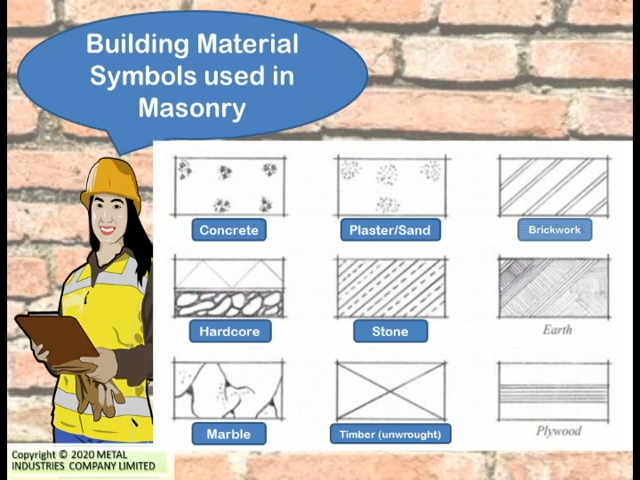 Building Material
Symbols used in
Masonry
Concrete
Plaster/Sand
Brickwork
Hardcore
Stone
Earth
Marble
Timber (unwrought)
Plywood
Copyright © 2020 METAL
INDUSTRIES COMPANY LIMITED